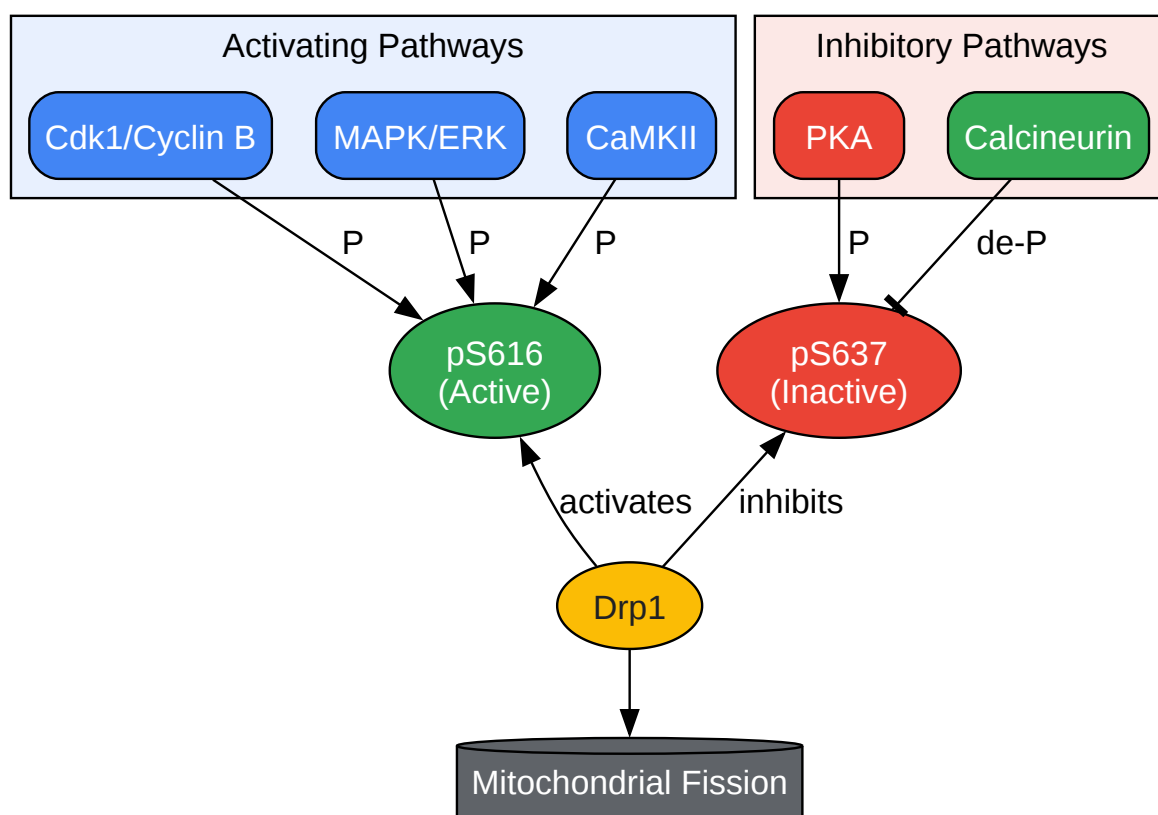 Activating Pathways
Inhibitory Pathways
Cdk1/Cyclin B
MAPK/ERK
CaMKII
PKA
Calcineurin
P
P
P
P
de-P
pS616
(Active)
pS637
(Inactive)
activates
inhibits
Drp1
Mitochondrial Fission